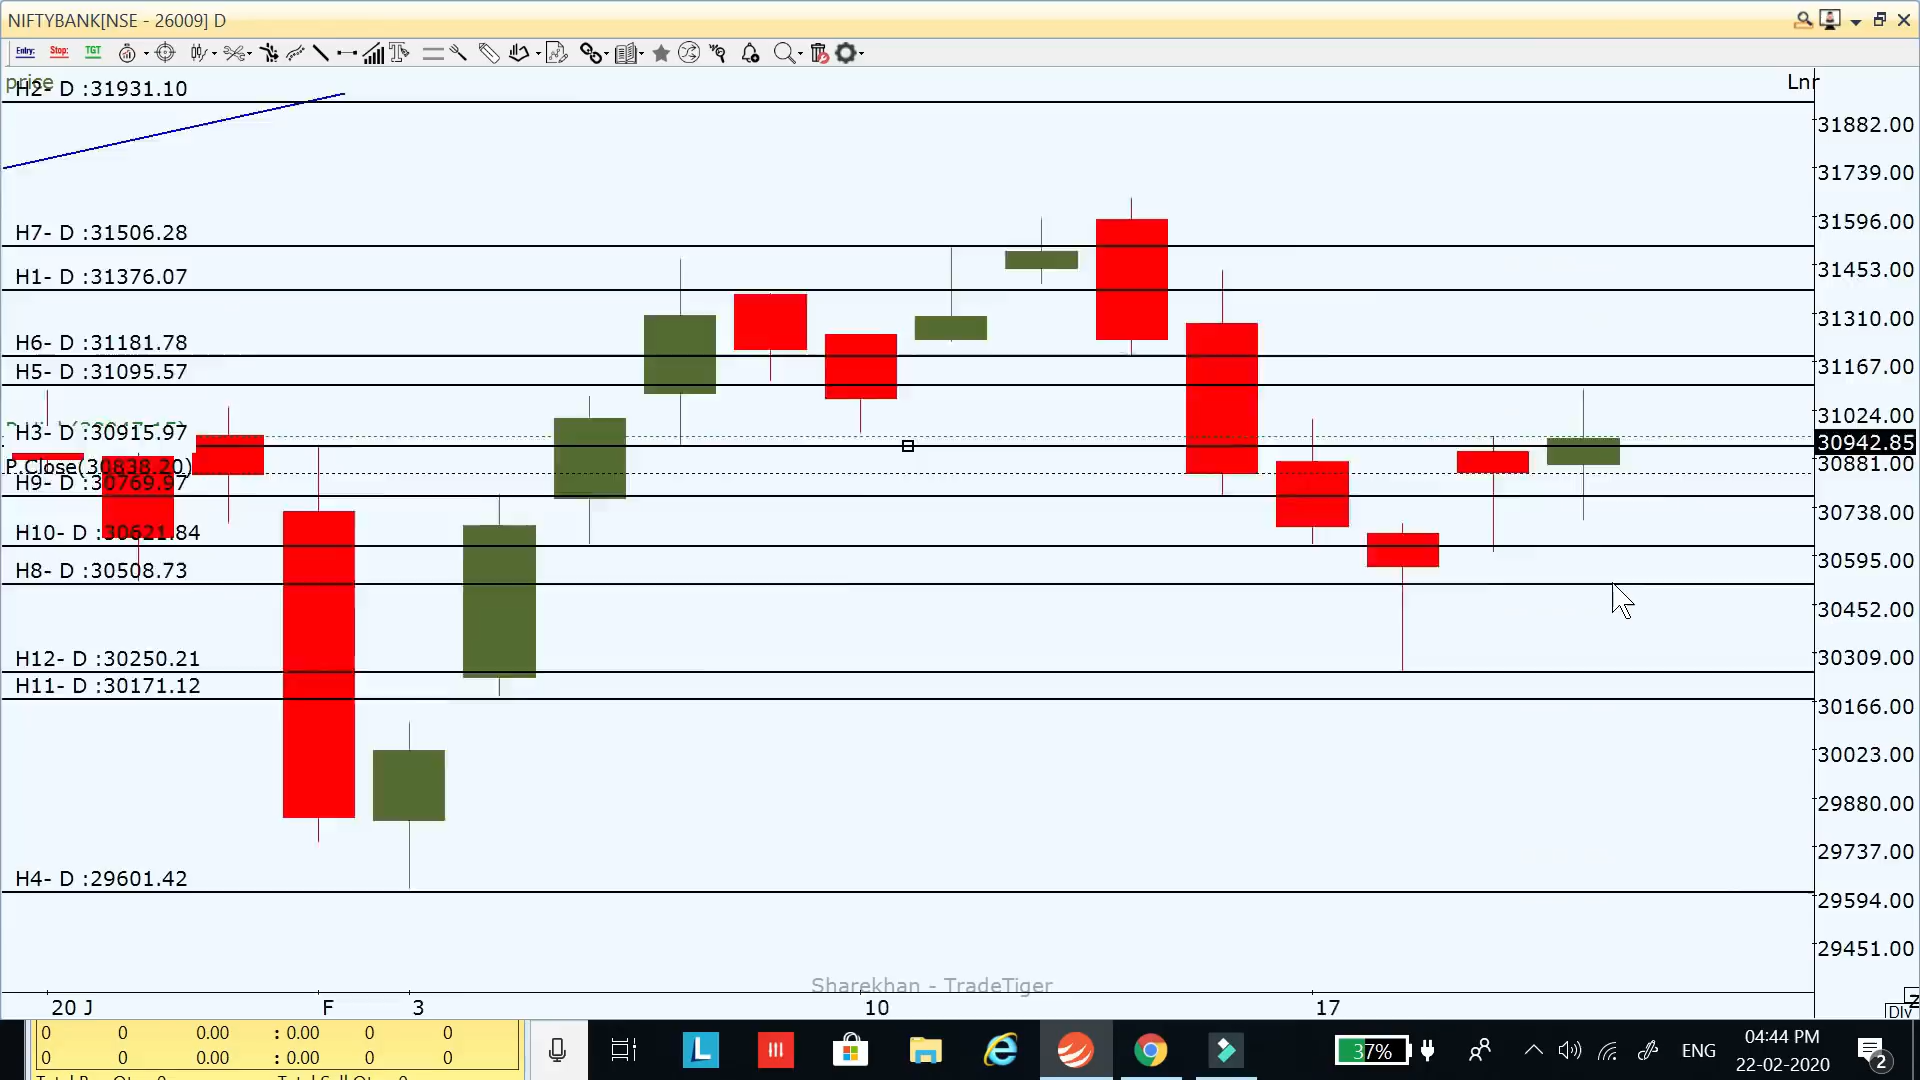 NIFTYBANK[NSE - 26009] D
Entry: Stop: TGT
price
Lnr
H2- D :31931.10
31882.00
31739.00
H7- D :31506.28
31596.00
H1- D :31376.07
31453.00
31310.00
H6- D :31181.78
H5- D :31095.57
31167.00
31024.00
H3- D :30915.97
30942.85
P.Close(30838.20)
30881.00
H9- D :30769.97
30738.00
H10- D :30621.84
30595.00
H8- D :30508.73
30452.00
H12- D :30250.21
30309.00
H11- D :30171.12
30166.00
30023.00
29880.00
29737.00
H4- D :29601.42
29594.00
29451.00
Sharekhan - TradeTiger
20 J F 3 10 17
Div
0 0 0.00 : 0.00 0 0
0 0 0.00 : 0.00 0 0
37%
ENG
04:44 PM
22-02-2020
2